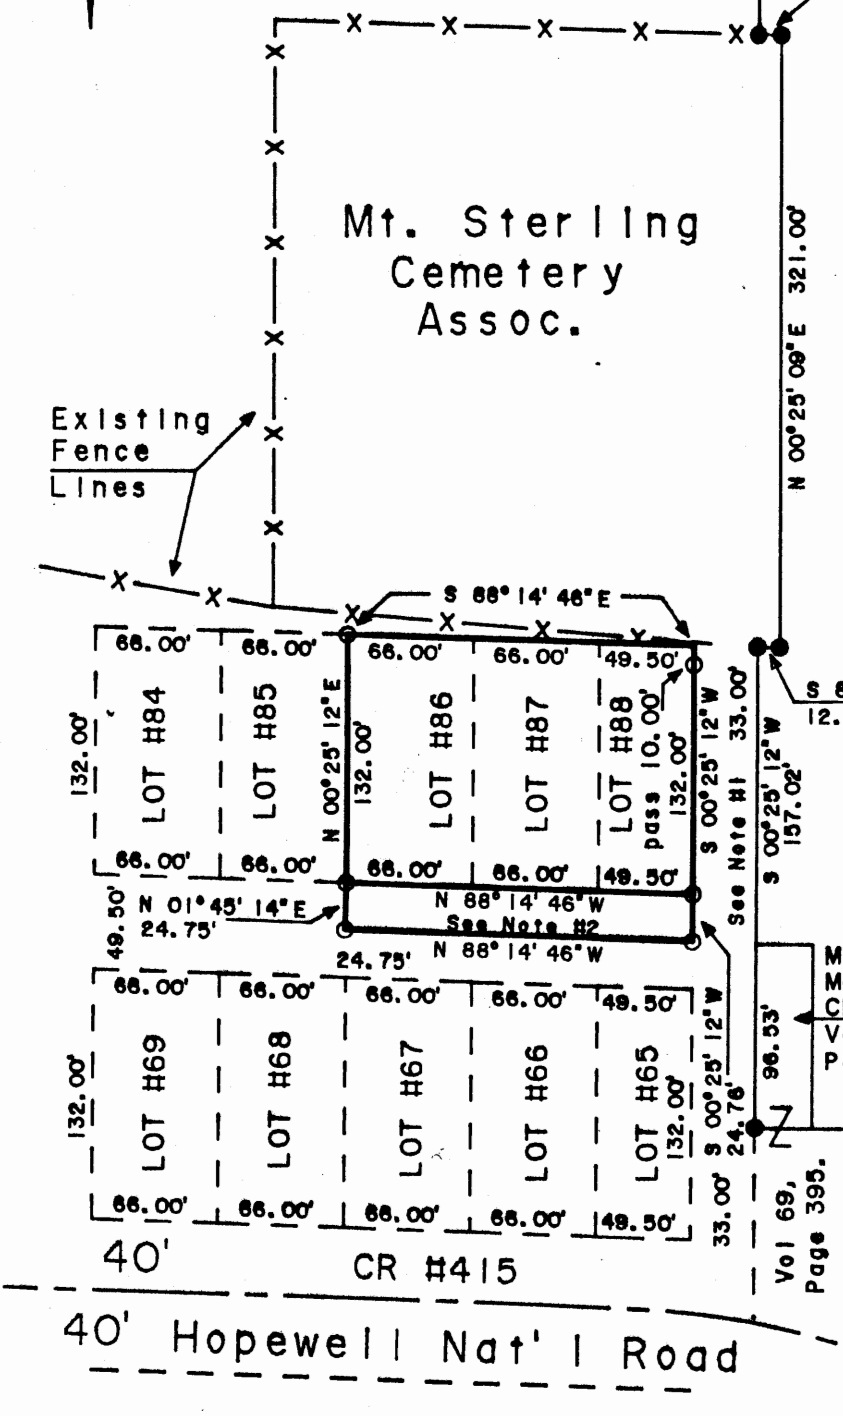 Mt. Sterling
Cemetery
Assoc.
N 00°25' 09" E 321.00'
Existing
Fence
Lines
S 88° 14' 46" E
66.00' 66.00' 66.00' 66.00' 49.50'
132.00'
LOT #84
LOT #85
N 00°25' 12" E
132.00'
LOT #86
LOT #87
LOT #88
pass 10.00'
132.00'
S 00°25' 12" W
See Note #1 33.00'
S 00°25' 12" W
157.02'
S 8
12.
66.00' 66.00' 66.00' 66.00' 49.50'
N 88° 14' 46" W
See Note #2
N 88° 14' 46" W
N 01°45' 14" E
24.75'
49.50'
24.75'
66.00' 66.00' 66.00' 66.00' 49.50'
132.00'
LOT #69
LOT #68
LOT #67
LOT #66
LOT #65
132.00'
S 00°25' 12" W
24.76'
33.00'
96.53'
M
M
C
V
P
Vol 69,
Page 395.
66.00' 66.00' 66.00' 66.00' 49.50'
40' CR #415
40' Hopewell Nat'l Road